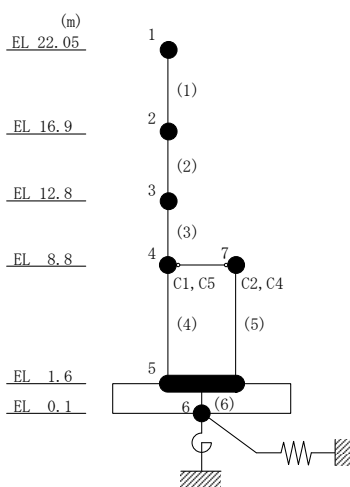 (m)
1
EL 22.05
(1)
2
EL 16.9
(2)
3
EL 12.8
(3)
4 7
EL 8.8
C1, C5 C2, C4
(4) (5)
5
EL 1.6
6 (6)
EL 0.1